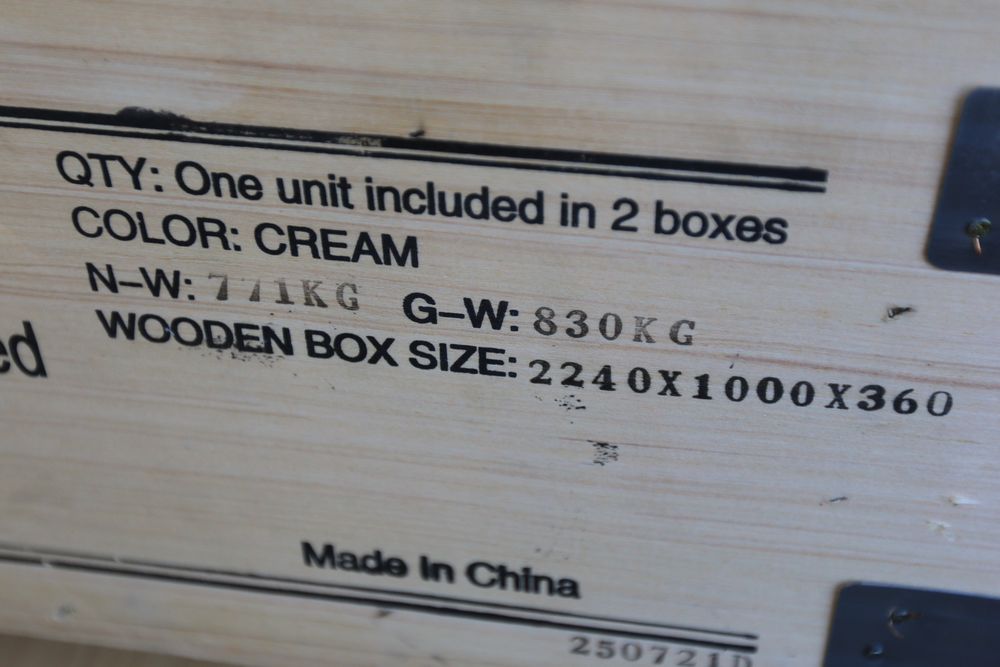 QTY: One unit included in 2 boxes
COLOR: CREAM
N–W: 771KG G–W: 830KG
WOODEN BOX SIZE: 2240X1000X360
ed
Made In China
250721D